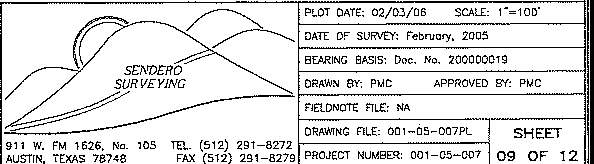 SENDERO
SURVEYING
911 W. FM 1626, No. 105 TEL. (512) 291-8272
AUSTIN, TEXAS 78748 FAX (512) 291-8279
PLOT DATE: 02/03/06 SCALE: 1"=100'
DATE OF SURVEY: February, 2005
BEARING BASIS: Doc. No. 200000019
DRAWN BY: PMC APPROVED BY: PMC
FIELDNOTE FILE: NA
DRAWING FILE: 001-05-007PL
PROJECT NUMBER: 001-05-007
SHEET
09 OF 12